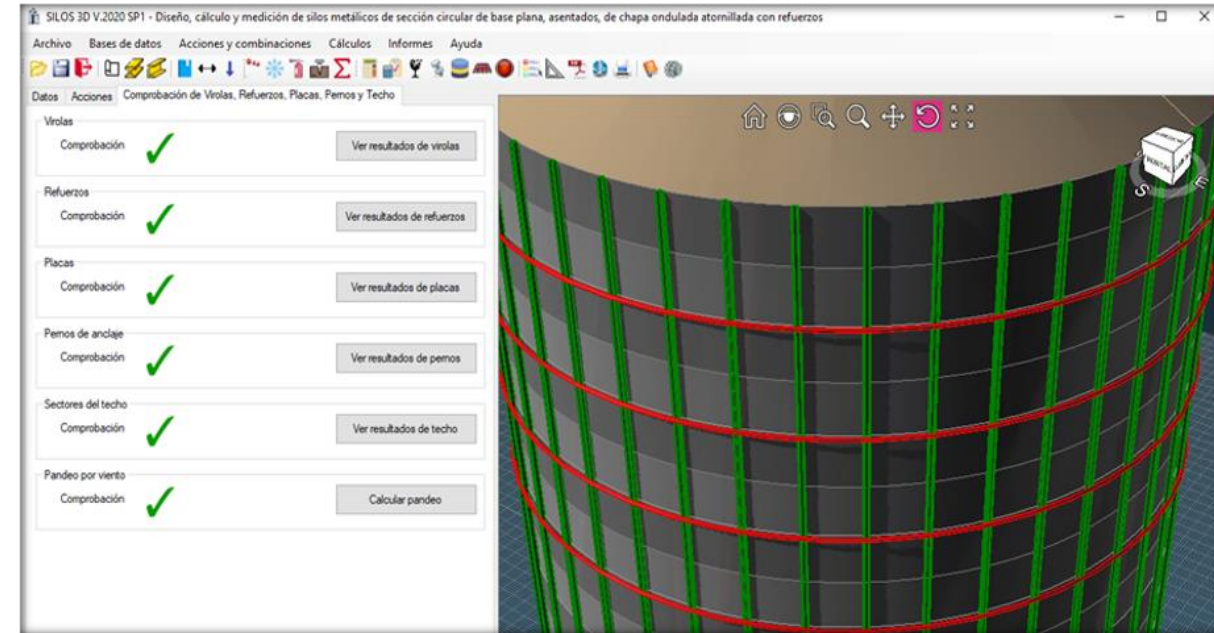 SILOS 3D V.2020 SP1 - Diseño, cálculo y medición de silos metálicos de sección circular de base plana, asentados, de chapa ondulada atornillada con refuerzos
Archivo Bases de datos Acciones y combinaciones Cálculos Informes Ayuda
Datos Acciones Comprobación de Virolas, Refuerzos, Placas, Pernos y Techo
Virolas
Comprobación Ver resultados de virolas
Refuerzos
Comprobación Ver resultados de refuerzos
Placas
Comprobación Ver resultados de placas
Pernos de anclaje
Comprobación Ver resultados de pernos
Sectores del techo
Comprobación Ver resultados de techo
Pandeo por viento
Comprobación Calcular pandeo
S
E